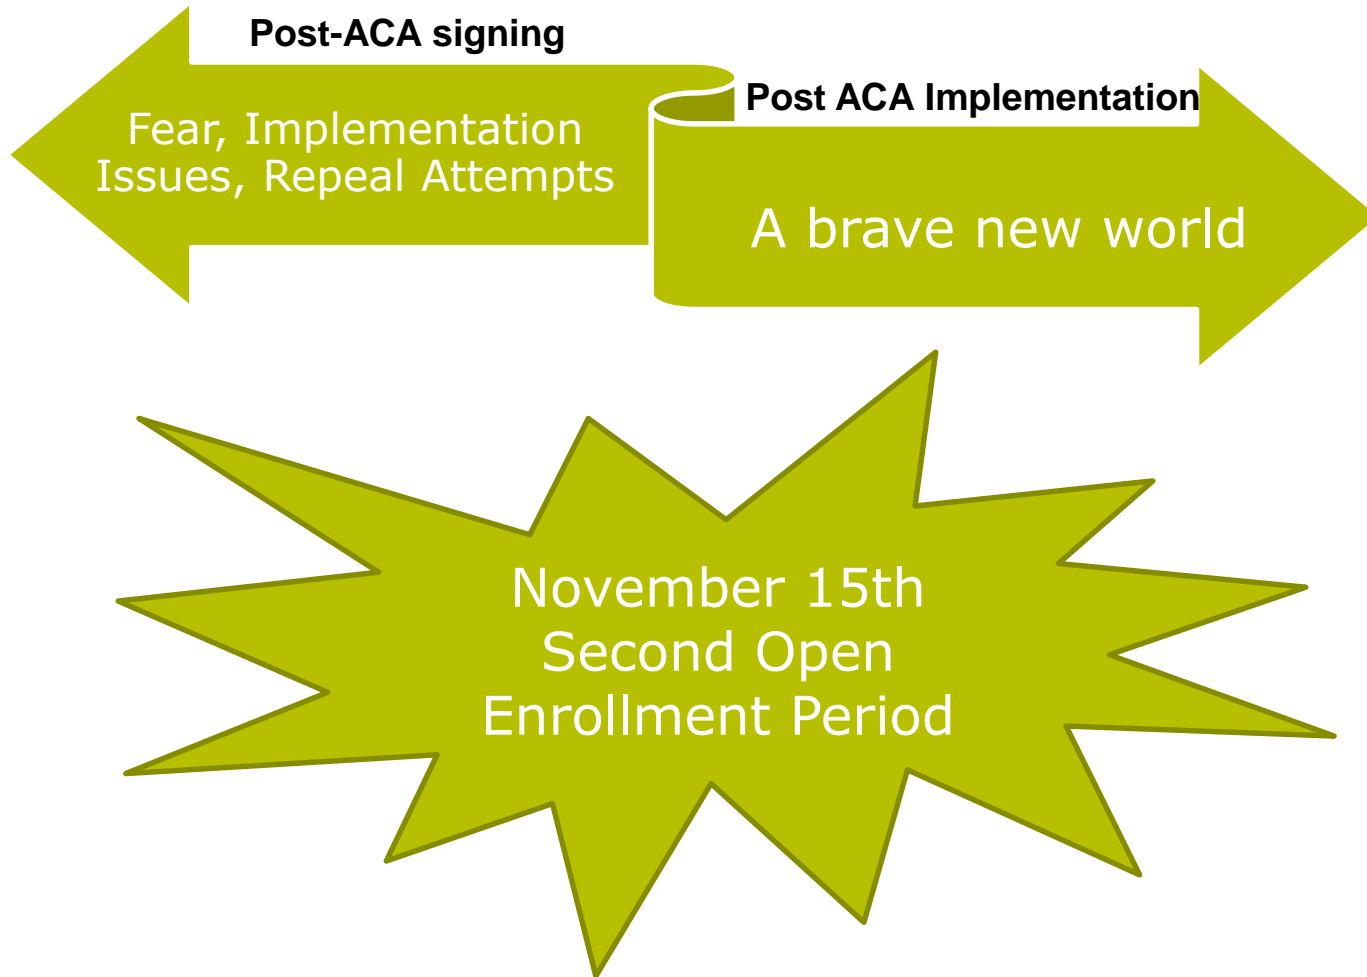 Post-ACA signing
Fear, Implementation
Issues, Repeal Attempts
Post ACA Implementation
A brave new world
November 15th
Second Open
Enrollment Period